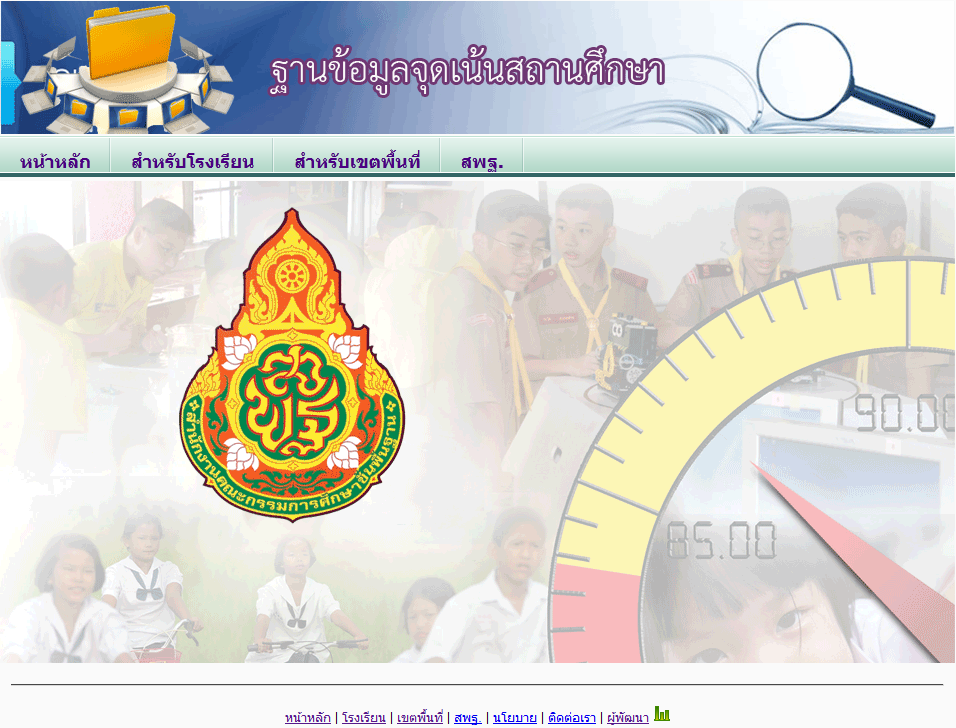 ฐานข้อมูลจุดเน้นสถานศึกษา
หน้าหลัก สำหรับโรงเรียน สำหรับเขตพื้นที่ สพฐ.
สพฐ
สำนักงานคณะกรรมการศึกษาขั้นพื้นฐาน
90.00
85.00
หน้าหลัก | โรงเรียน | เขตพื้นที่ | สพฐ. | นโยบาย | ติดต่อเรา | ผู้พัฒนา